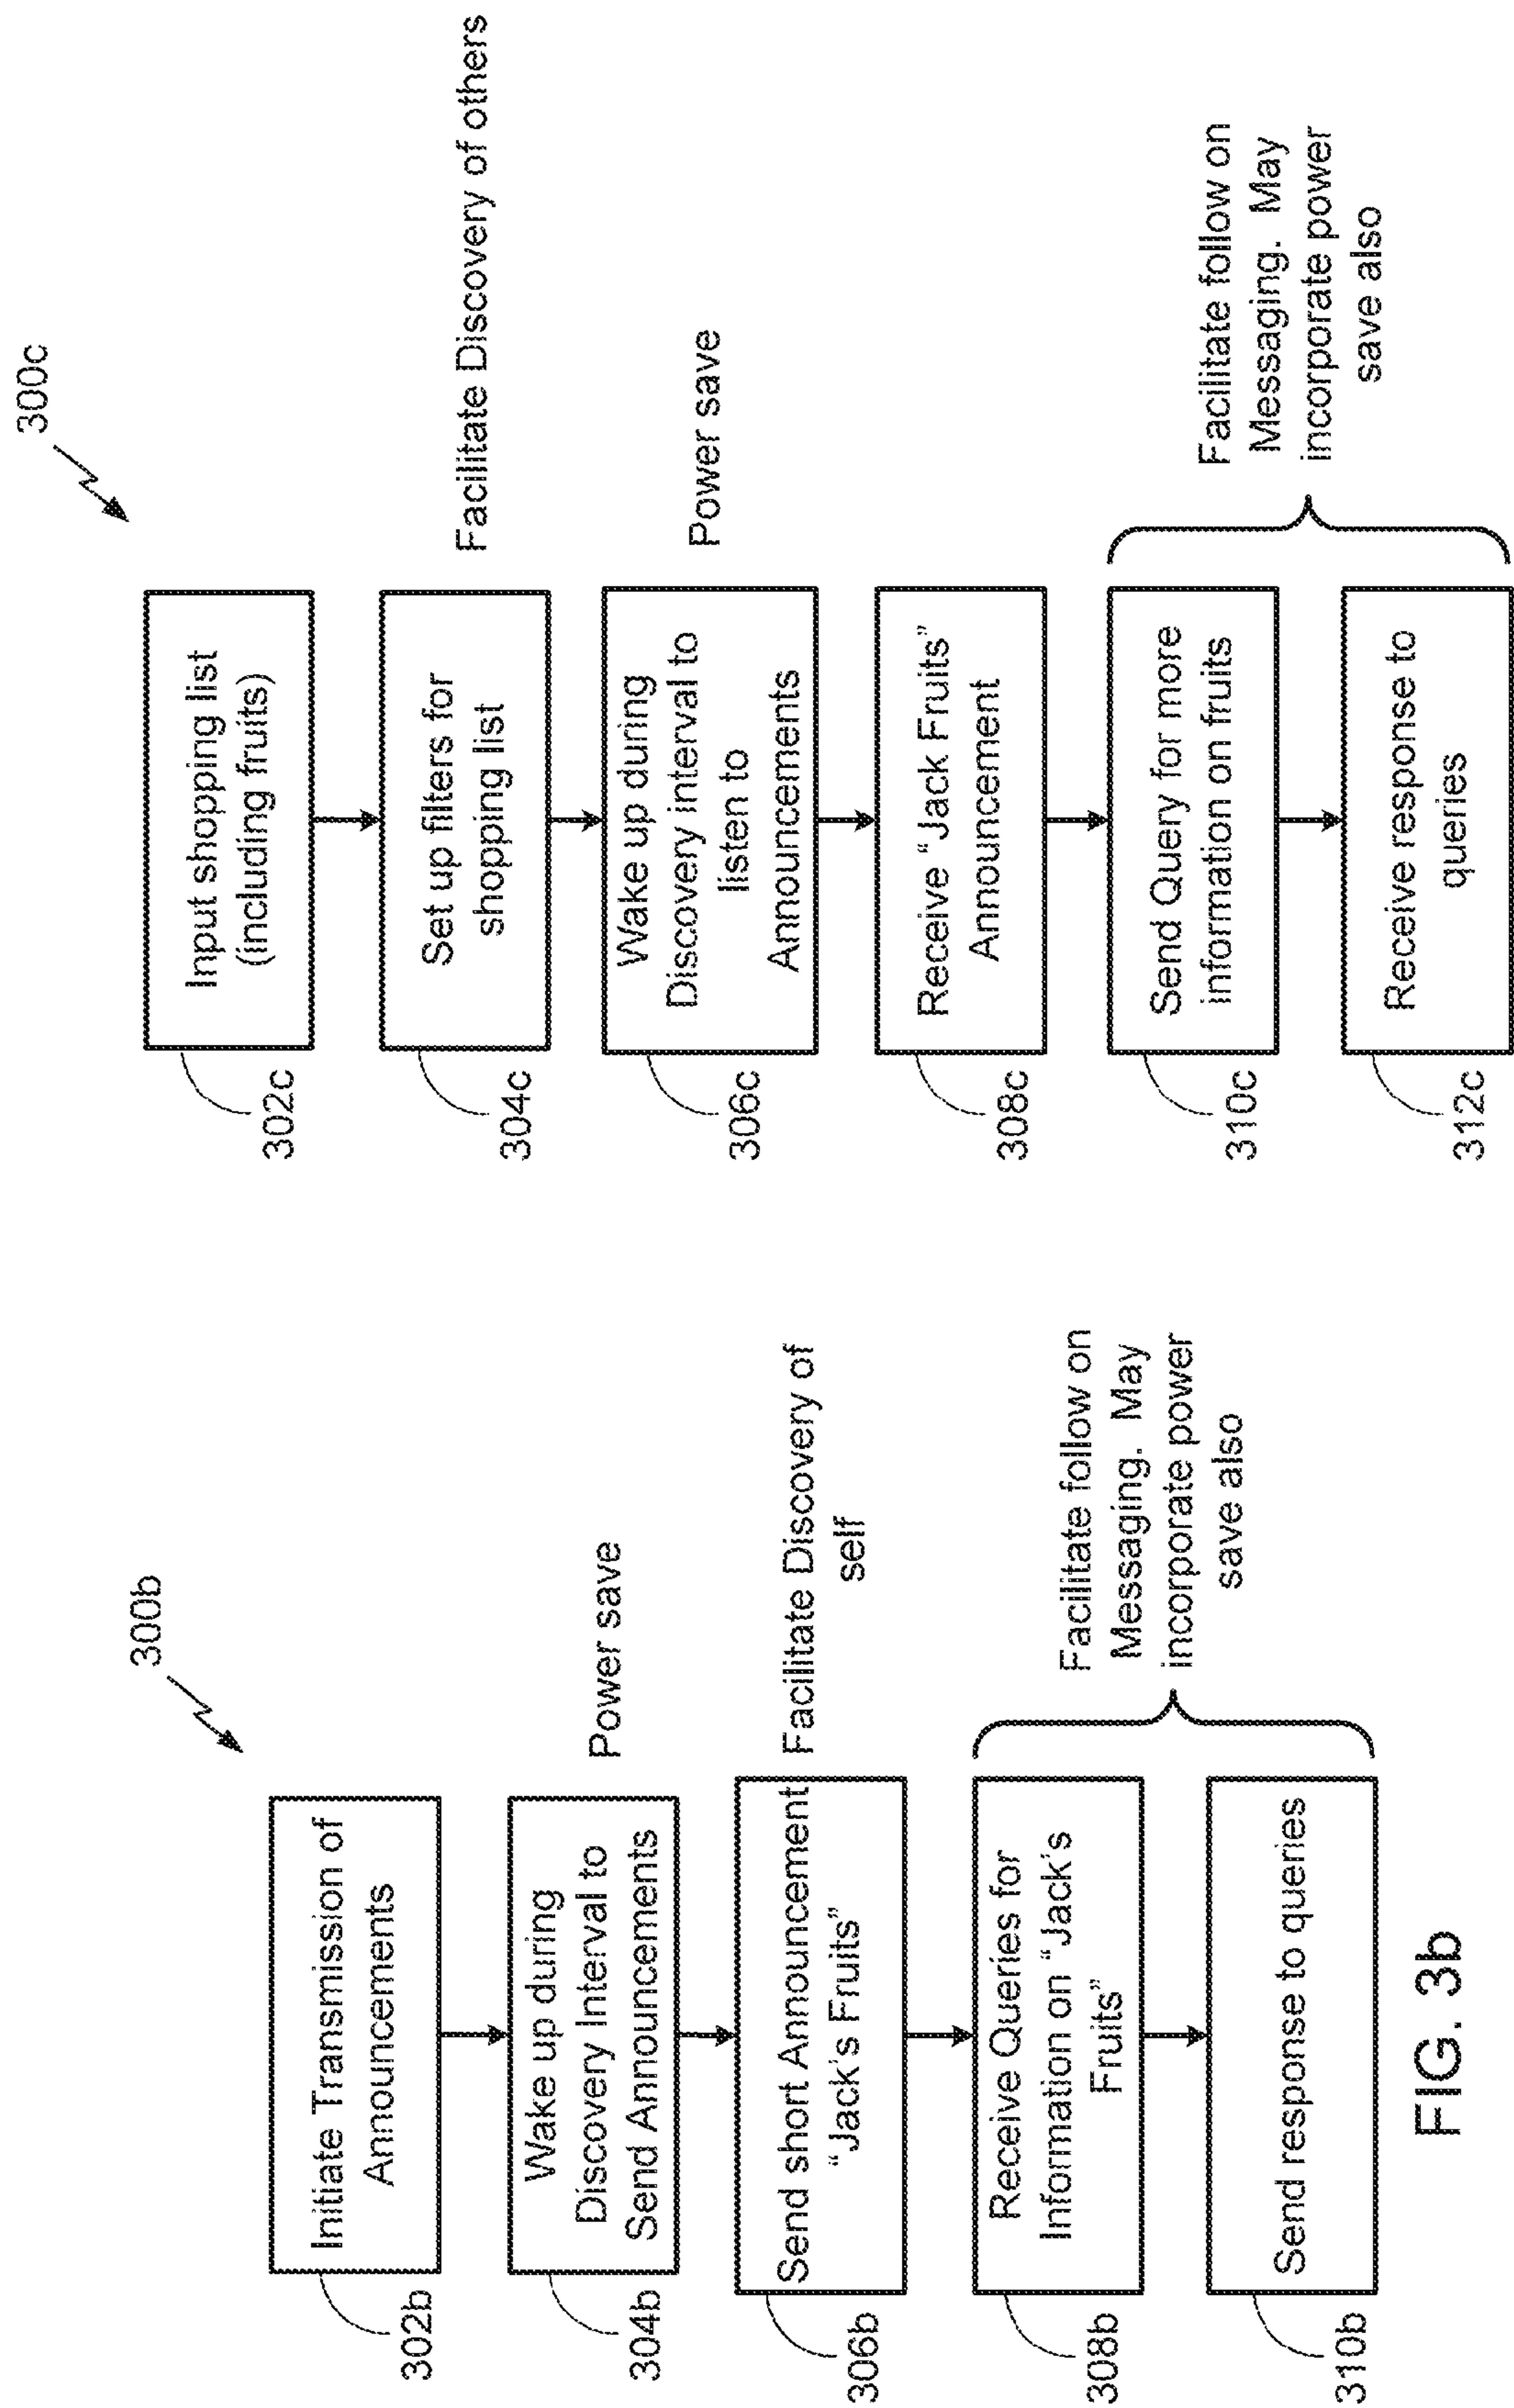 300b
302b
Initiate Transmission of
Announcements
304b
Wake up during
Discovery Interval to
Send Announcements
Power save
306b
Send short Announcement
“Jack's Fruits”
Facilitate Discovery of
self
308b
Receive Queries for
Information on “Jack's
Fruits”
310b
Send response to queries
Facilitate follow on
Messaging. May
incorporate power
save also
FIG. 3b
300c
302c
Input shopping list
(including fruits)
304c
Set up filters for
shopping list
Facilitate Discovery of others
306c
Wake up during
Discovery interval to
listen to
Announcements
Power save
308c
Receive “Jack Fruits”
Announcement
310c
Send Query for more
information on fruits
312c
Receive response to
queries
Facilitate follow on
Messaging. May
incorporate power
save also